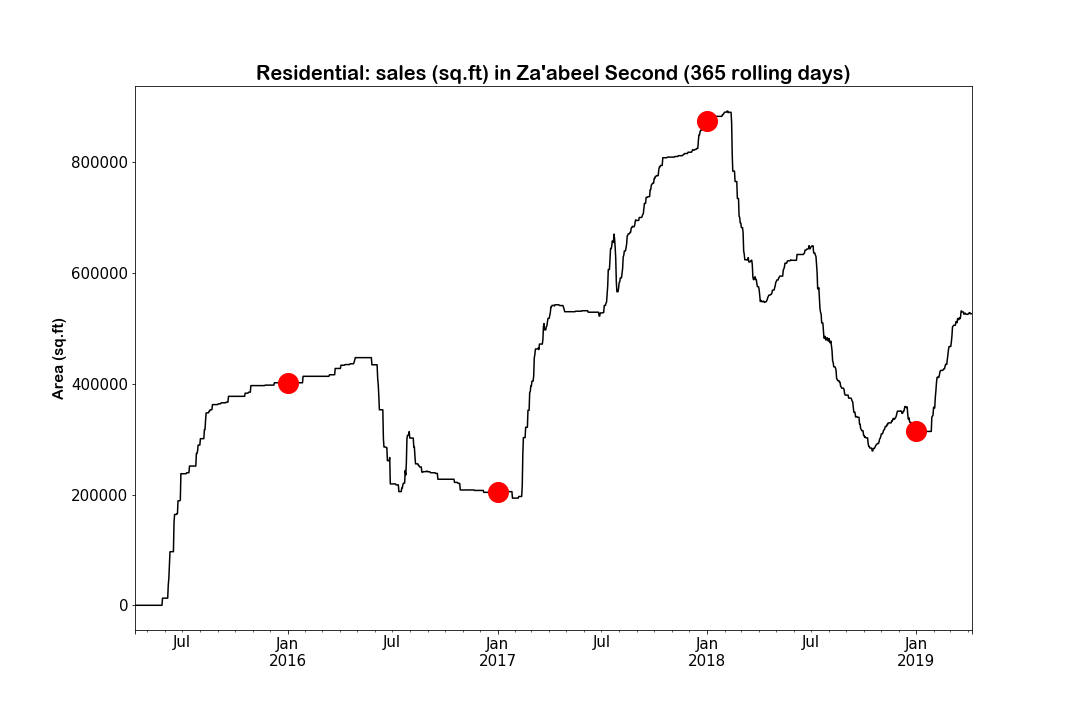 Residential: sales (sq.ft) in Za'abeel Second (365 rolling days)
Area (sq.ft)
800000
600000
400000
200000
0
Jul Jan Jul Jan Jul Jan Jul Jan
2016 2017 2018 2019